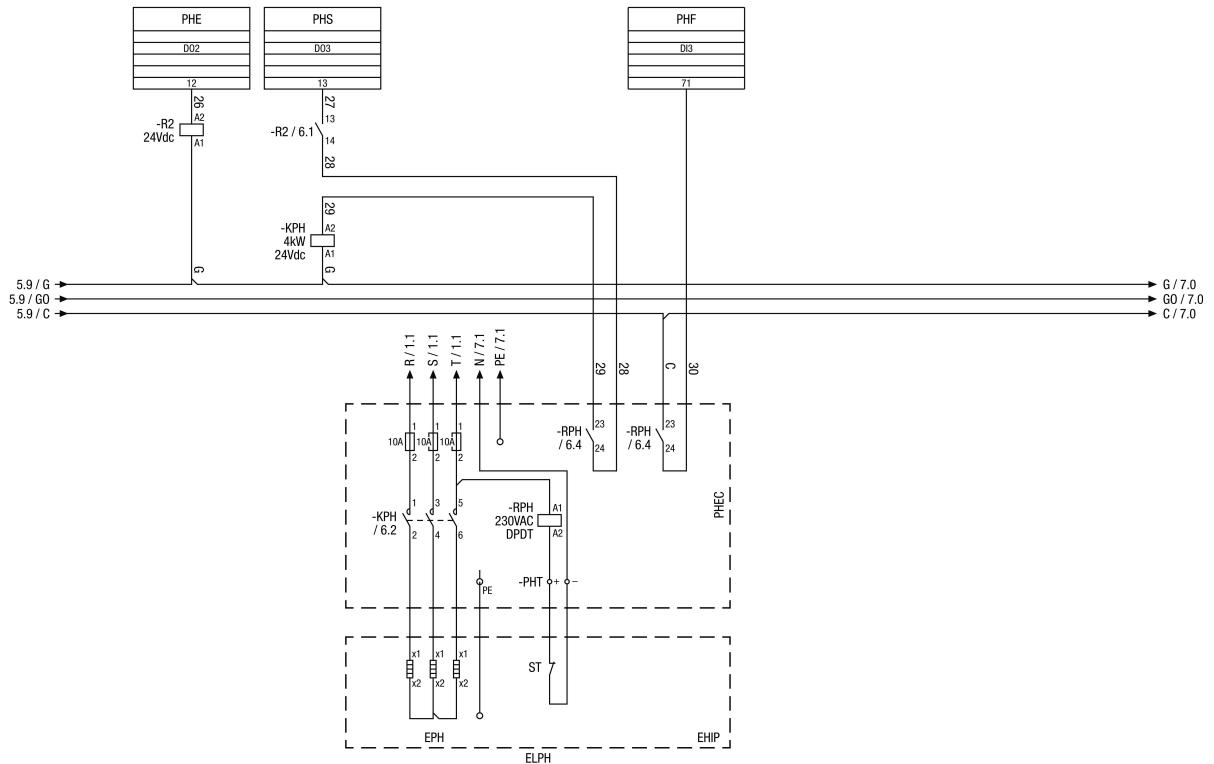 PHE
DO2
12
PHS
DO3
13
PHF
DI3
71
26
-R2
24Vdc
A2
A1
G
27
-R2 / 6.1
13
14
28
29
-KPH
4kW
24Vdc
A2
A1
G
5.9 / G
5.9 / GO
5.9 / C
G / 7.0
GO / 7.0
C / 7.0
R / 1.1
S / 1.1
T / 1.1
N / 7.1
PE / 7.1
29
28
C
30
10A
1
2
10A
1
2
10A
1
2
-RPH
/ 6.4
23
24
-RPH
/ 6.4
23
24
-KPH
/ 6.2
1
2
3
4
5
6
-RPH
230VAC
DPDT
A1
A2
PHEC
-PHT
+
–
PE
x1
x2
x1
x2
x1
x2
ST
EPH
EHIP
ELPH